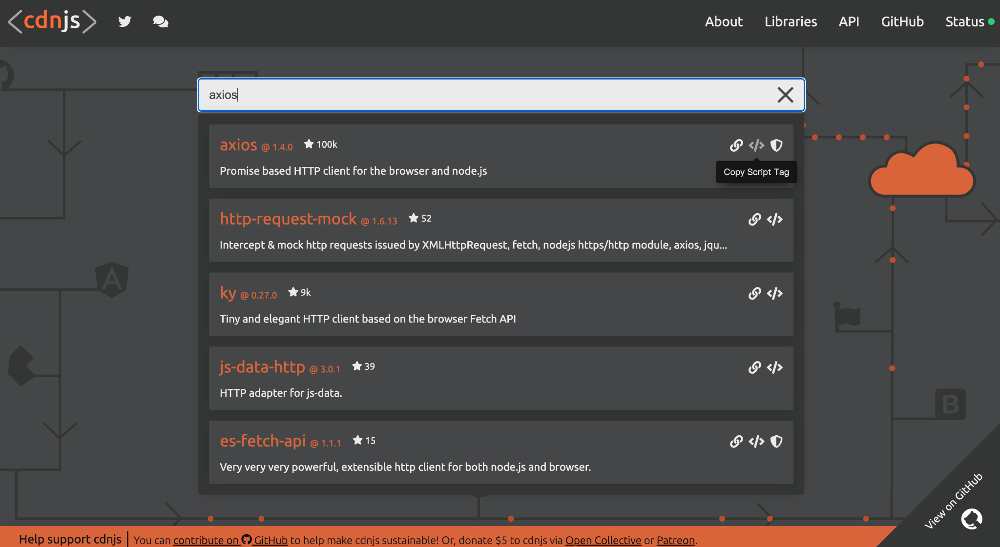 <cdnjs>
About Libraries API GitHub Status
axios
axios @ 1.4.0 100k
Promise based HTTP client for the browser and node.js
Copy Script Tag
http-request-mock @ 1.6.13 52
Intercept & mock http requests issued by XMLHttpRequest, fetch, nodejs https/http module, axios, jqu...
ky @ 0.27.0 9k
Tiny and elegant HTTP client based on the browser Fetch API
js-data-http @ 3.0.1 39
HTTP adapter for js-data.
es-fetch-api @ 1.1.1 15
Very very very powerful, extensible http client for both node.js and browser.
View on GitHub
Help support cdnjs You can contribute on GitHub to help make cdnjs sustainable! Or, donate $5 to cdnjs via Open Collective or Patreon.